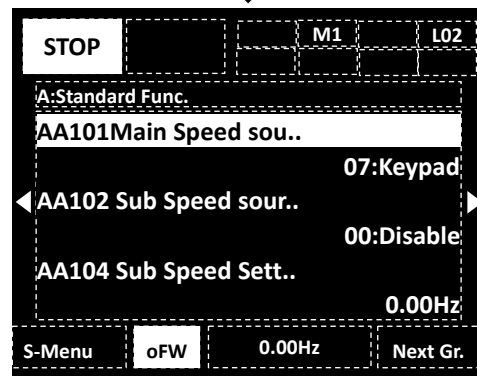 STOP M1 L02
A:Standard Func.
AA101Main Spee​d sou..
07:Keypad
AA102 Sub Speed sour..
00:Disable
AA104 Sub Speed Sett..
0.00Hz
S-Menu oFW 0.00Hz Next Gr.